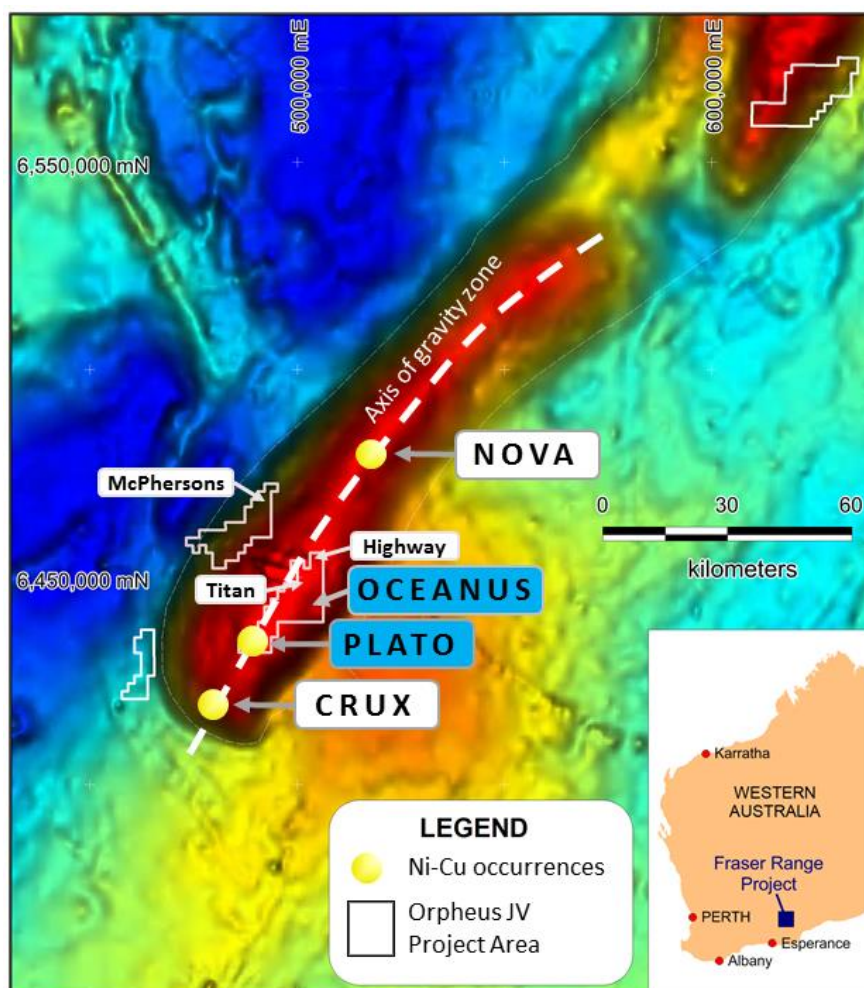 500,000 mE
600,000 mE
6,550,000 mN
Axis of gravity zone
NOVA
McPhersons
0 30 60
kilometers
Highway
6,450,000 mN
Titan
OCEANUS
PLATO
CRUX
LEGEND
Ni-Cu occurrences
Orpheus JV
Project Area
Karratha
WESTERN
AUSTRALIA
Fraser Range
Project
PERTH
Esperance
Albany